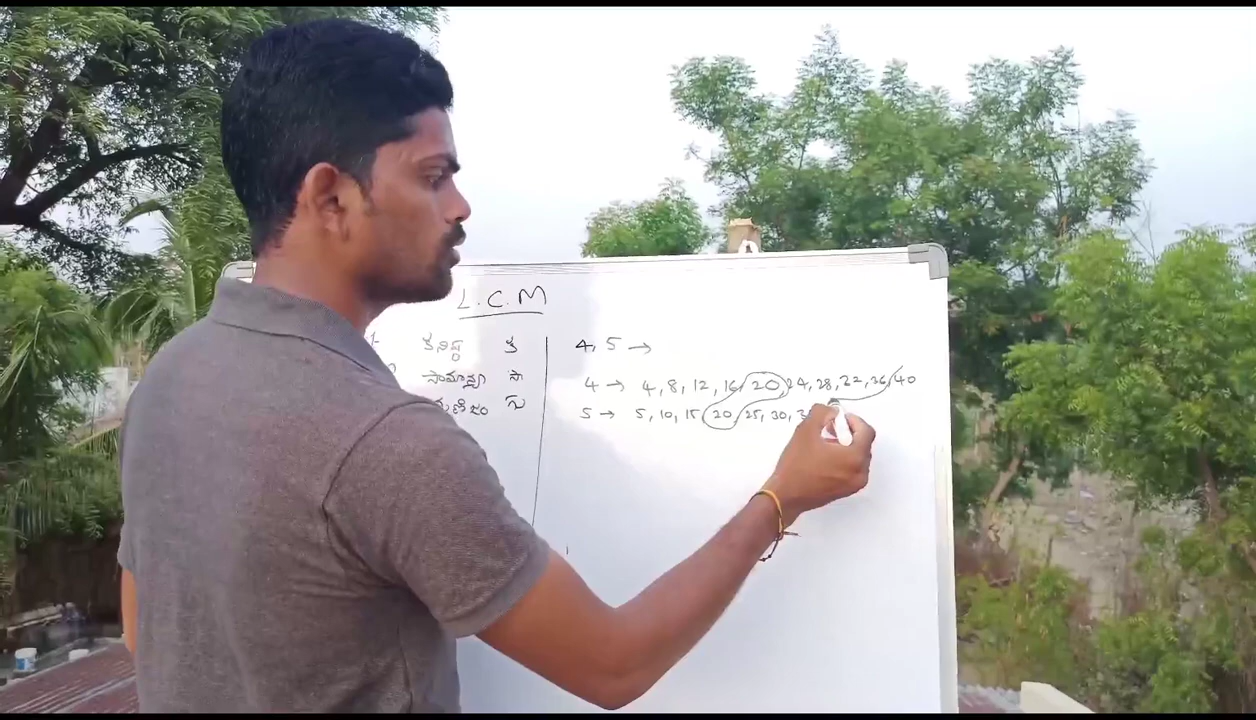 L.C.M
కనిష్ఠ క
సామాన్య సా
గుణిజం గు
4, 5 →
4 → 4, 8, 12, 16, 20, 24, 28, 32, 36, 40
5 → 5, 10, 15, 20, 25, 30,